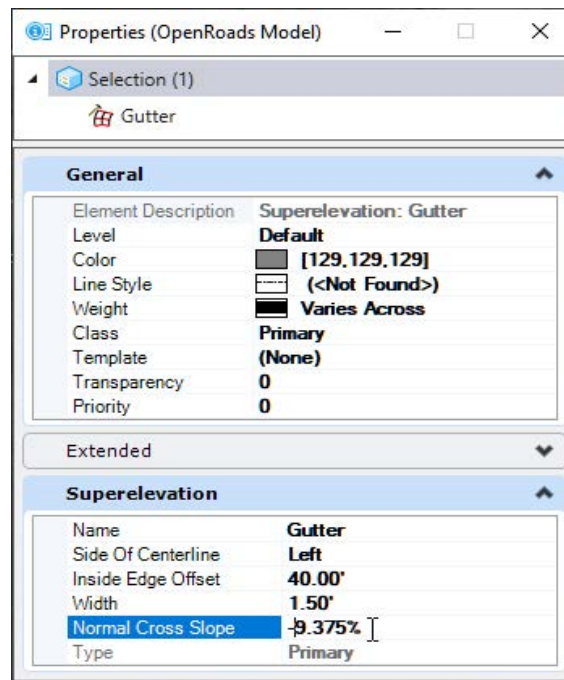 Properties (OpenRoads Model)
Selection (1)
Gutter
General
Element Description Superelevation: Gutter
Level Default
Color [129,129,129]
Line Style (<Not Found>)
Weight Varies Across
Class Primary
Template (None)
Transparency 0
Priority 0
Extended
Superelevation
Name Gutter
Side Of Centerline Left
Inside Edge Offset 40.00'
Width 1.50'
Normal Cross Slope -9.375%
Type Primary